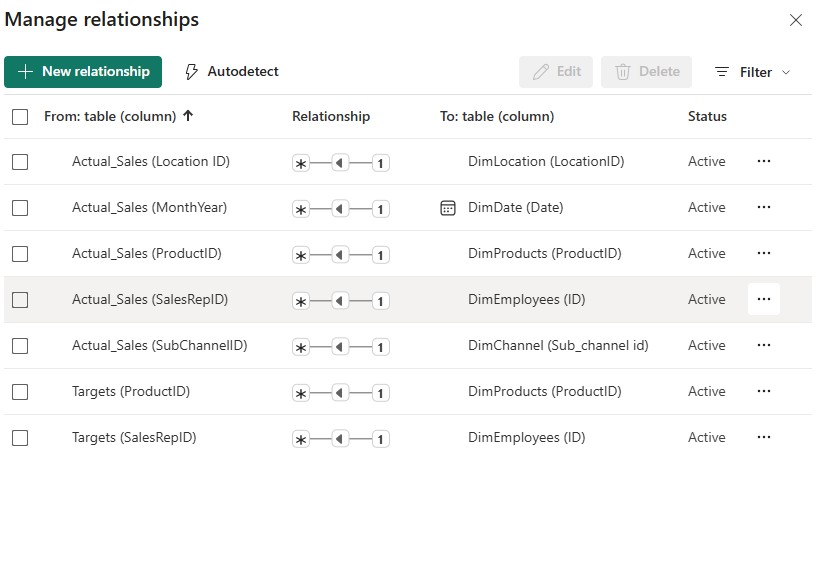 Manage relationships
New relationship Autodetect Edit Delete Filter
From: table (column) Relationship To: table (column) Status
Actual_Sales (Location ID) * 1 DimLocation (LocationID) Active
Actual_Sales (MonthYear) * 1 DimDate (Date) Active
Actual_Sales (ProductID) * 1 DimProducts (ProductID) Active
Actual_Sales (SalesRepID) * 1 DimEmployees (ID) Active
Actual_Sales (SubChannelID) * 1 DimChannel (Sub_channel id) Active
Targets (ProductID) * 1 DimProducts (ProductID) Active
Targets (SalesRepID) * 1 DimEmployees (ID) Active